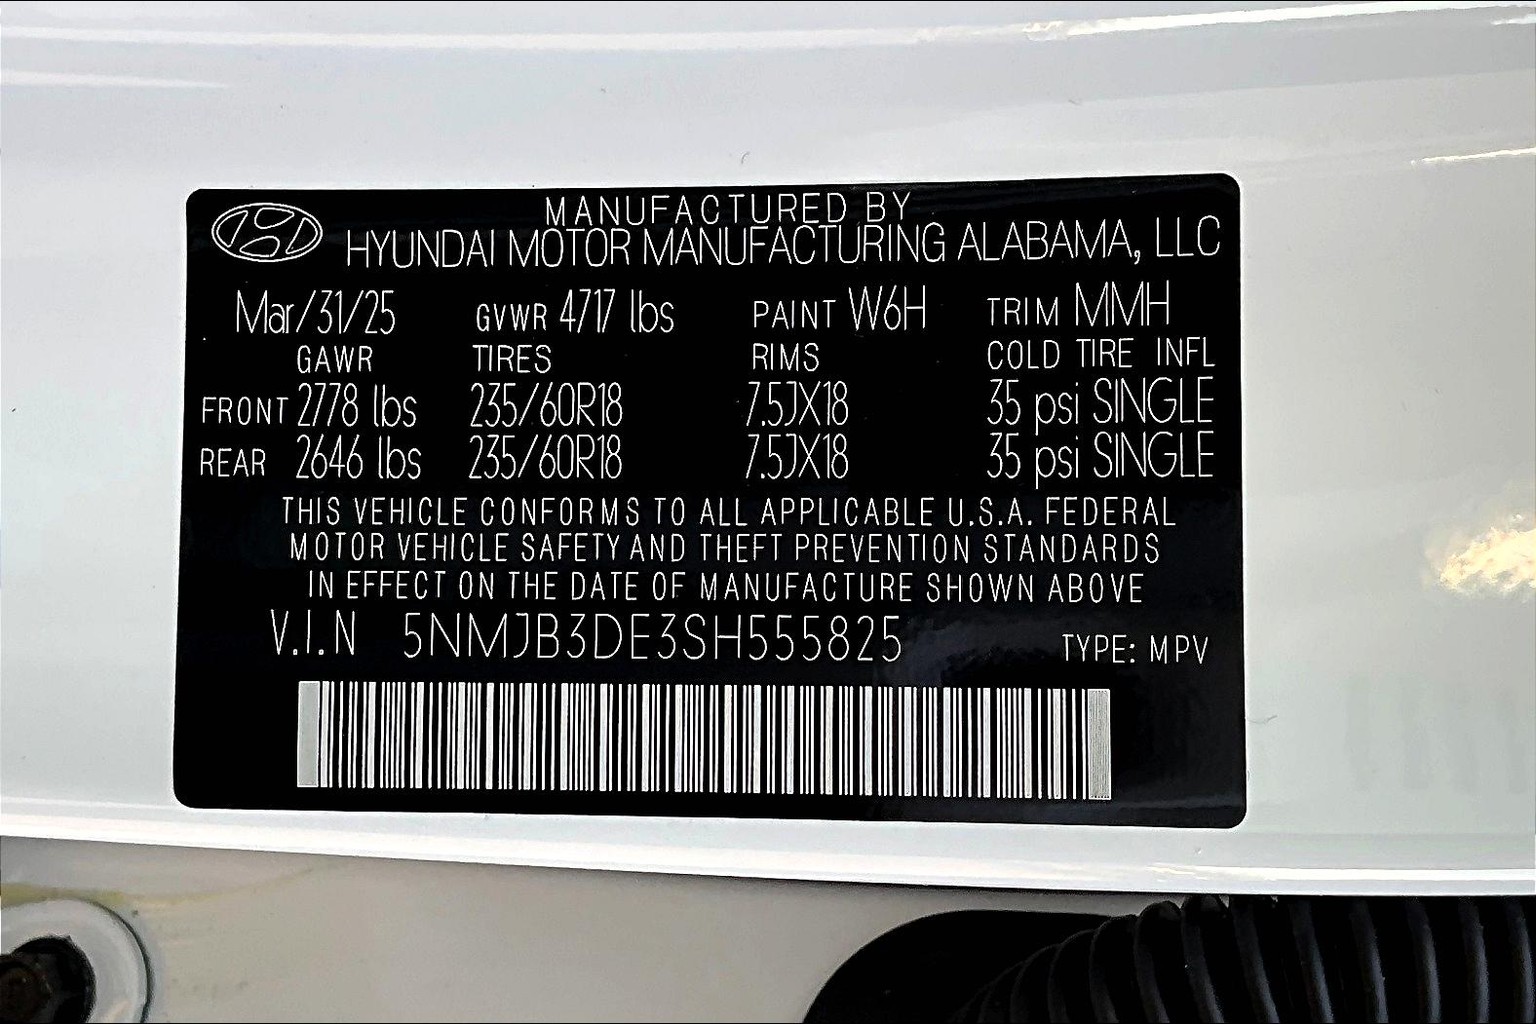 MANUFACTURED BY
HYUNDAI MOTOR MANUFACTURING ALABAMA, LLC
Mar/31/25 GVWR 4717 lbs PAINT W6H TRIM MMH
GAWR TIRES RIMS COLD TIRE INFL
FRONT 2778 lbs 235/60R18 7.5JX18 35 psi SINGLE
REAR 2646 lbs 235/60R18 7.5JX18 35 psi SINGLE
THIS VEHICLE CONFORMS TO ALL APPLICABLE U.S.A. FEDERAL
MOTOR VEHICLE SAFETY AND THEFT PREVENTION STANDARDS
IN EFFECT ON THE DATE OF MANUFACTURE SHOWN ABOVE
V.I.N 5NMJB3DE3SH555825 TYPE: MPV